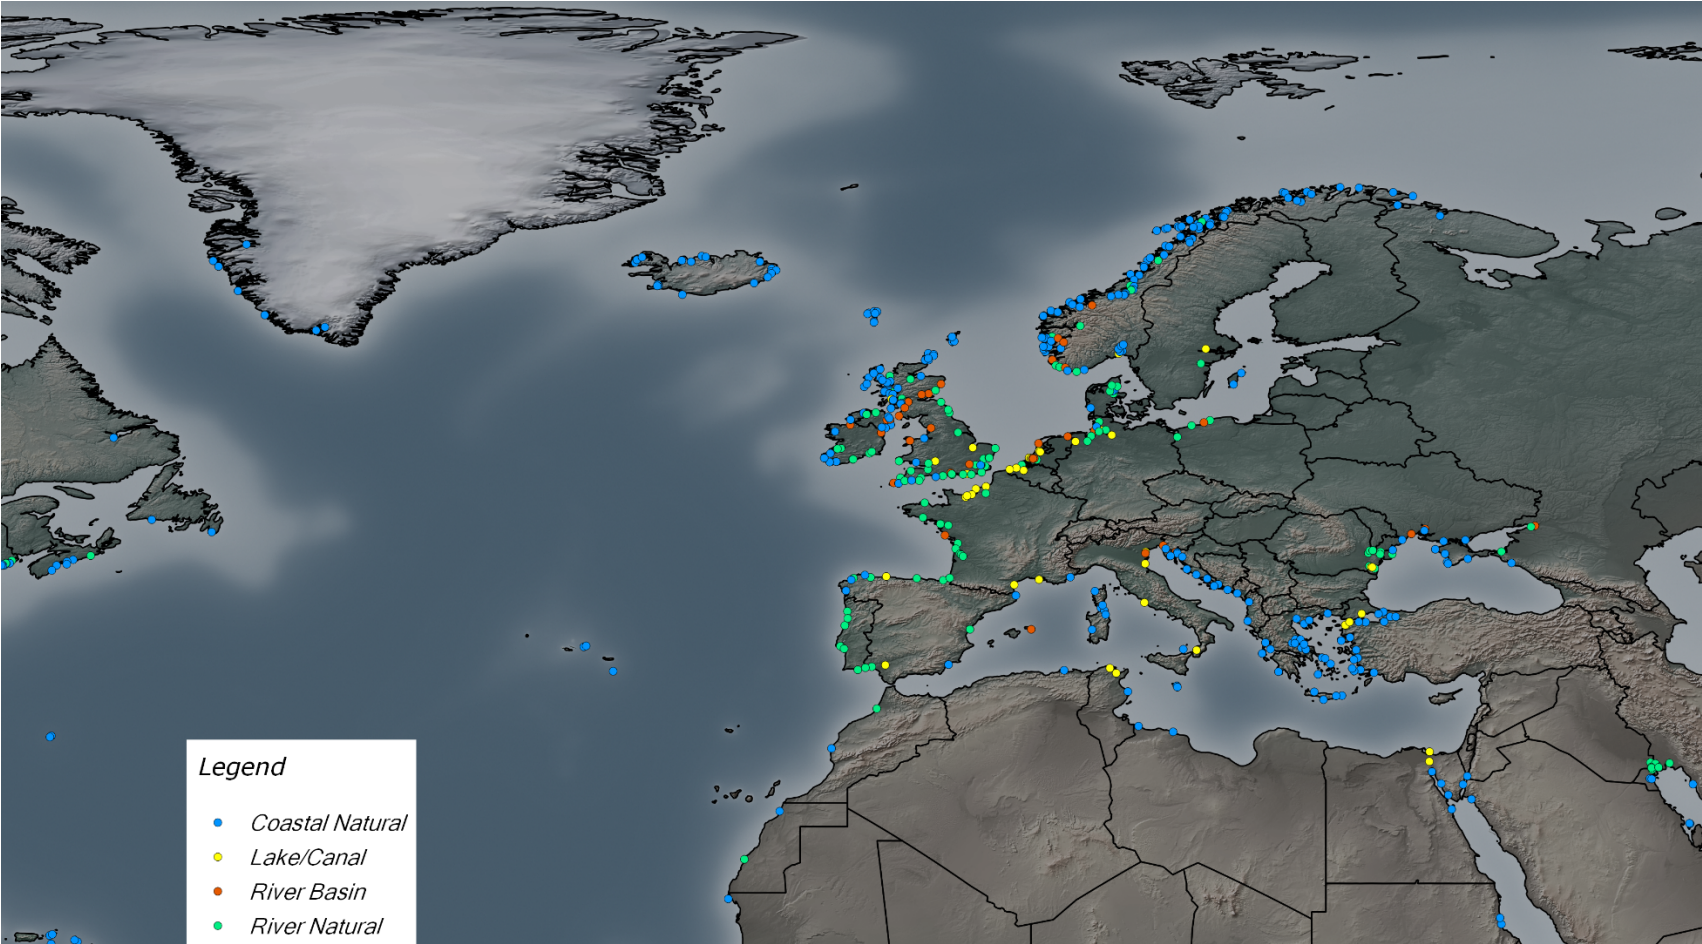 Legend
Coastal Natural
Lake/Canal
River Basin
River Natural